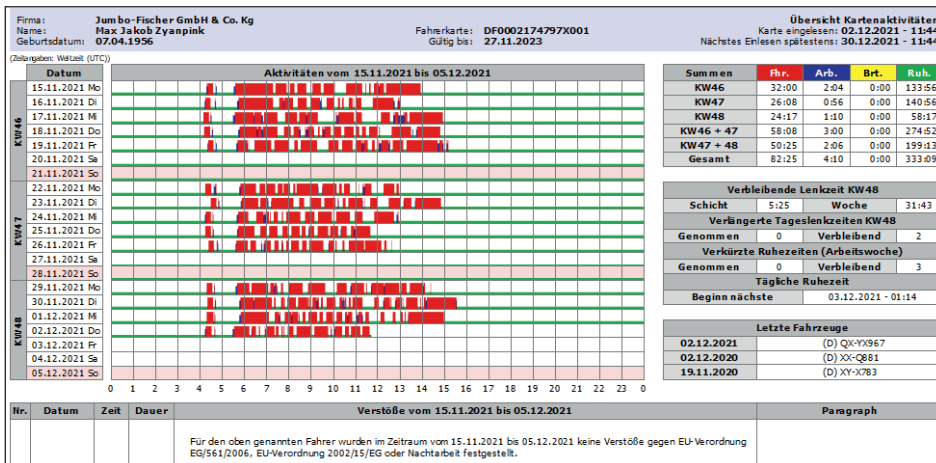 Firma: Jumbo-Fischer GmbH & Co. Kg Übersicht Kartenaktivitäten
Name: Max Jakob Zyanpink Fahrerkarte: DF0002174797X001 Karte eingelesen: 02.12.2021 - 11:44
Geburtsdatum: 07.04.1956 Gültig bis: 27.11.2023 Nächstes Einlesen spätestens: 30.12.2021 - 11:44
(Zeitangaben: Weltzeit (UTC))
Datum Aktivitäten vom 15.11.2021 bis 05.12.2021
KW46
15.11.2021 Mo
16.11.2021 Di
17.11.2021 Mi
18.11.2021 Do
19.11.2021 Fr
20.11.2021 Sa
21.11.2021 So
KW47
22.11.2021 Mo
23.11.2021 Di
24.11.2021 Mi
25.11.2021 Do
26.11.2021 Fr
27.11.2021 Sa
28.11.2021 So
KW48
29.11.2021 Mo
30.11.2021 Di
01.12.2021 Mi
02.12.2021 Do
03.12.2021 Fr
04.12.2021 Sa
05.12.2021 So
0 1 2 3 4 5 6 7 8 9 10 11 12 13 14 15 16 17 18 19 20 21 22 23 0
Summen Fhr. Arb. Brt. Ruh.
KW46 32:00 2:04 0:00 133:56
KW47 26:08 0:56 0:00 140:56
KW48 24:17 1:10 0:00 58:17
KW46 + 47 58:08 3:00 0:00 274:52
KW47 + 48 50:25 2:06 0:00 199:13
Gesamt 82:25 4:10 0:00 333:09
Verbleibende Lenkzeit KW48
Schicht 5:25 Woche 31:43
Verlängerte Tageslenkzeiten KW48
Genommen 0 Verbleibend 2
Verkürzte Ruhezeiten (Arbeitswoche)
Genommen 0 Verbleibend 3
Tägliche Ruhezeit
Beginn nächste 03.12.2021 - 01:14
Letzte Fahrzeuge
02.12.2021 (D) QX-YX967
02.12.2020 (D) XX-Q881
19.11.2020 (D) XY-X783
Nr. Datum Zeit Dauer Verstöße vom 15.11.2021 bis 05.12.2021 Paragraph
Für den oben genannten Fahrer wurden im Zeitraum vom 15.11.2021 bis 05.12.2021 keine Verstöße gegen EU-Verordnung
EG/561/2006, EU-Verordnung 2002/15/EG oder Nachtarbeit festgestellt.